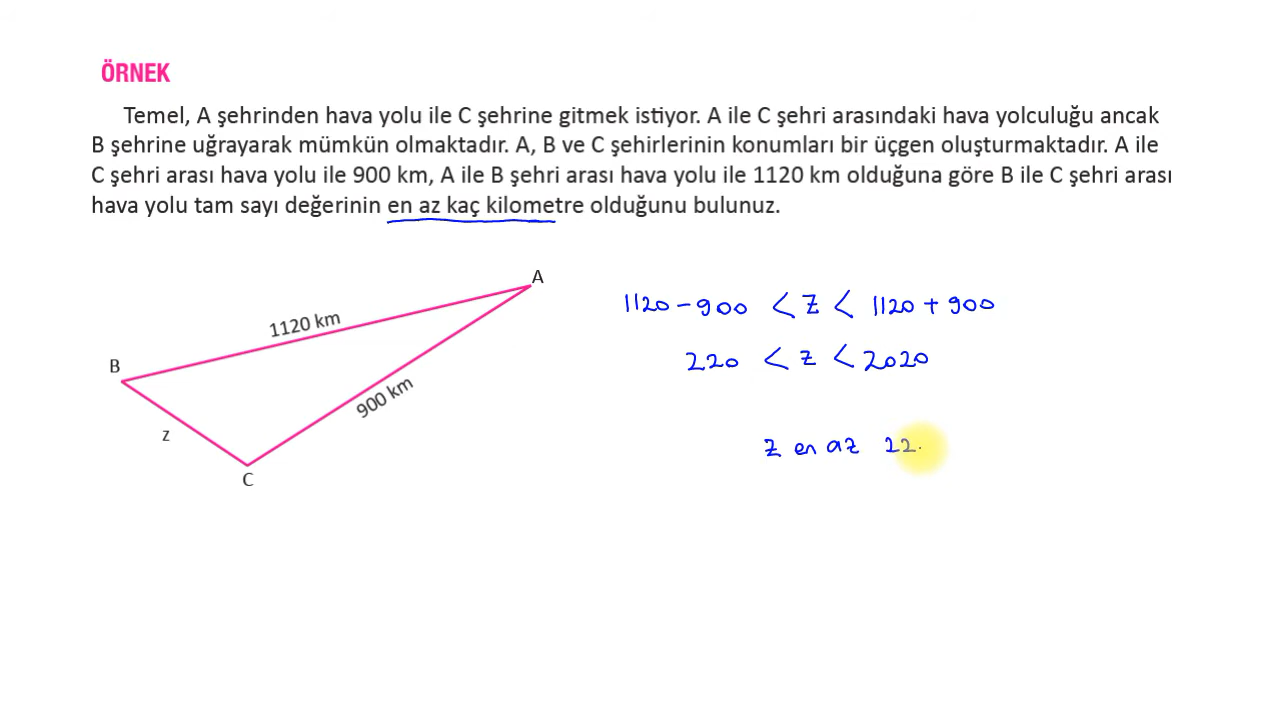 ÖRNEK
Temel, A şehrinden hava yolu ile C şehrine gitmek istiyor. A ile C şehri arasındaki hava yolculuğu ancak
B şehrine uğrayarak mümkün olmaktadır. A, B ve C şehirlerinin konumları bir üçgen oluşturmaktadır. A ile
C şehri arası hava yolu ile 900 km, A ile B şehri arası hava yolu ile 1120 km olduğuna göre B ile C şehri arası
hava yolu tam sayı değerinin en az kaç kilometre olduğunu bulunuz.
A
1120 km
B
900 km
z
C
1120 - 900 < z < 1120 + 900
220 < z < 2020
z en az 22